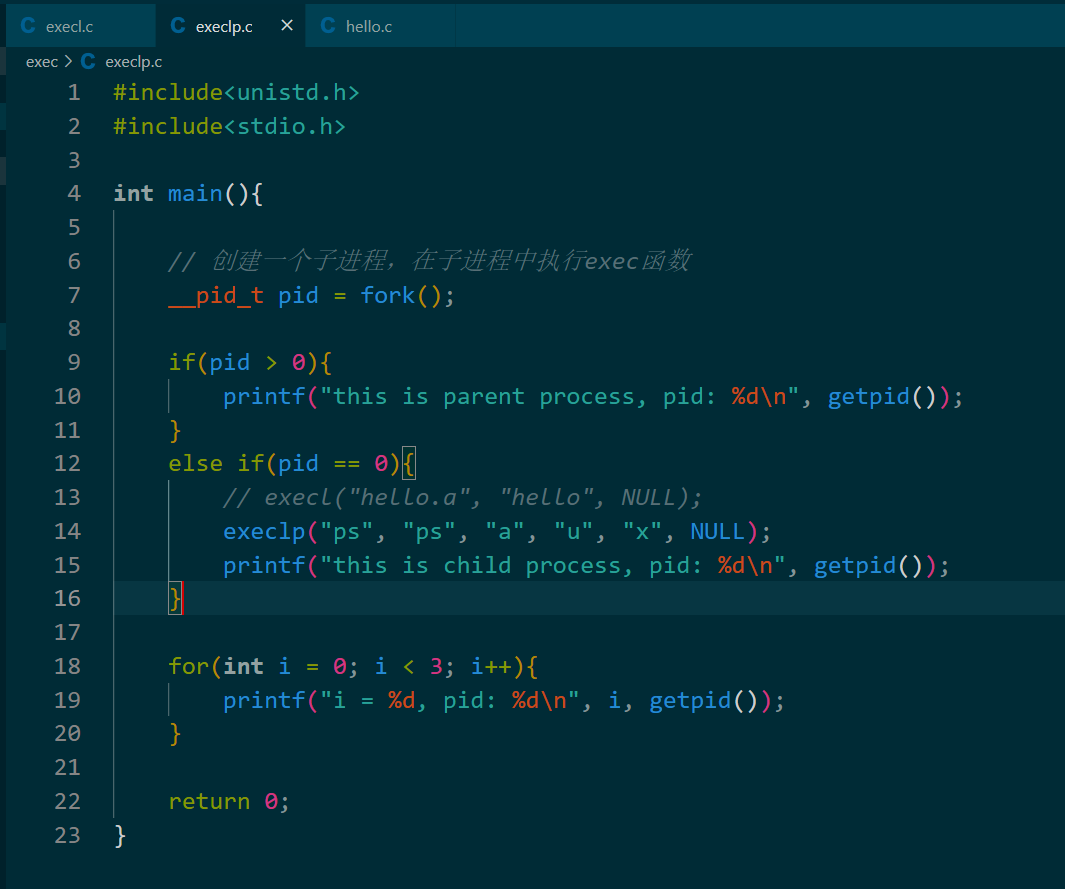 C execl.c C execlp.c × C hello.c
exec > C execlp.c
1 #include<unistd.h>
2 #include<stdio.h>
3
4 int main(){
5
6 // 创建一个子进程，在子进程中执行exec函数
7 __pid_t pid = fork();
8
9 if(pid > 0){
10 printf("this is parent process, pid: %d\n", getpid());
11 }
12 else if(pid == 0){
13 // execl("hello.a", "hello", NULL);
14 execlp("ps", "ps", "a", "u", "x", NULL);
15 printf("this is child process, pid: %d\n", getpid());
16 }
17
18 for(int i = 0; i < 3; i++){
19 printf("i = %d, pid: %d\n", i, getpid());
20 }
21
22 return 0;
23 }